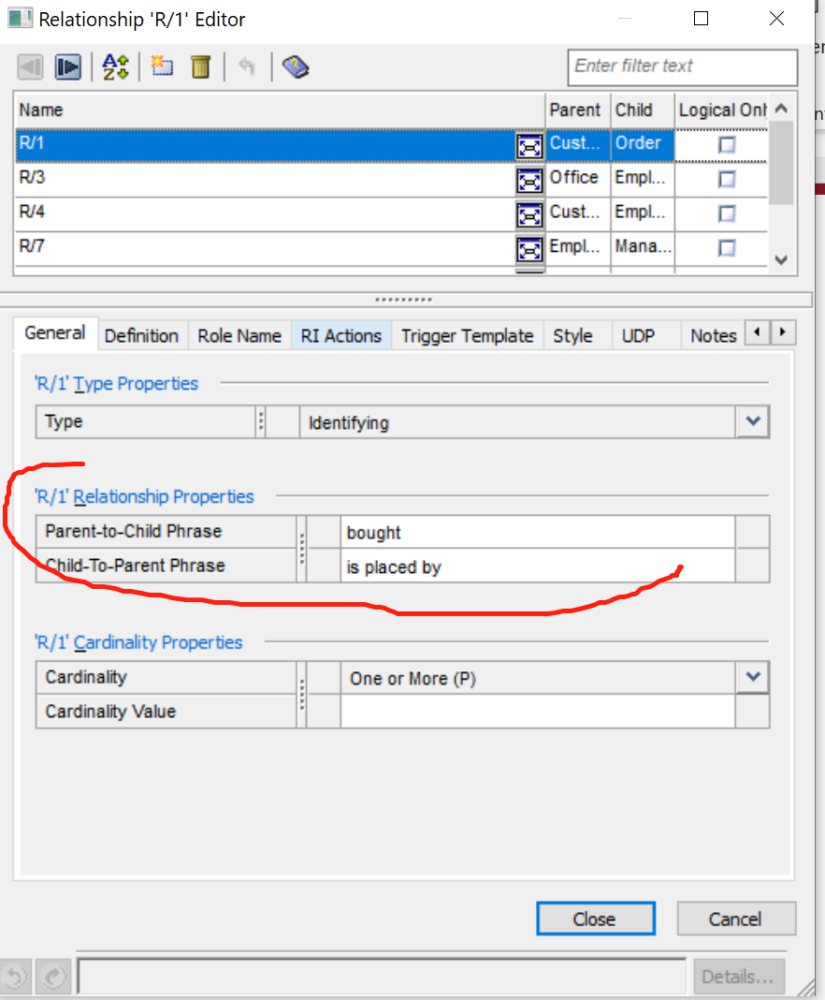 Relationship 'R/1' Editor
Enter filter text
Name Parent Child Logical Onl
R/1 Cust... Order
R/3 Office Empl...
R/4 Cust... Empl...
R/7 Empl... Mana...
General Definition Role Name RI Actions Trigger Template Style UDP Notes
'R/1' Type Properties
Type Identifying
'R/1' Relationship Properties
Parent-to-Child Phrase bought
Child-To-Parent Phrase is placed by
'R/1' Cardinality Properties
Cardinality One or More (P)
Cardinality Value
Close Cancel
Details...